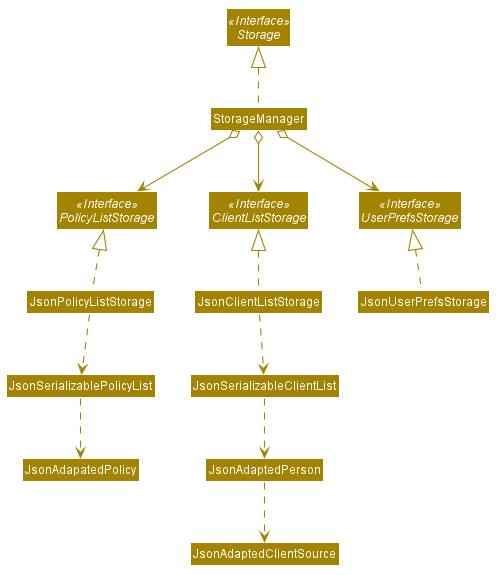 «Interface»
Storage
StorageManager
«Interface»
PolicyListStorage
«Interface»
ClientListStorage
«Interface»
UserPrefsStorage
JsonPolicyListStorage
JsonClientListStorage
JsonUserPrefsStorage
JsonSerializablePolicyList
JsonSerializableClientList
JsonAdapatedPolicy
JsonAdaptedPerson
JsonAdaptedClientSource